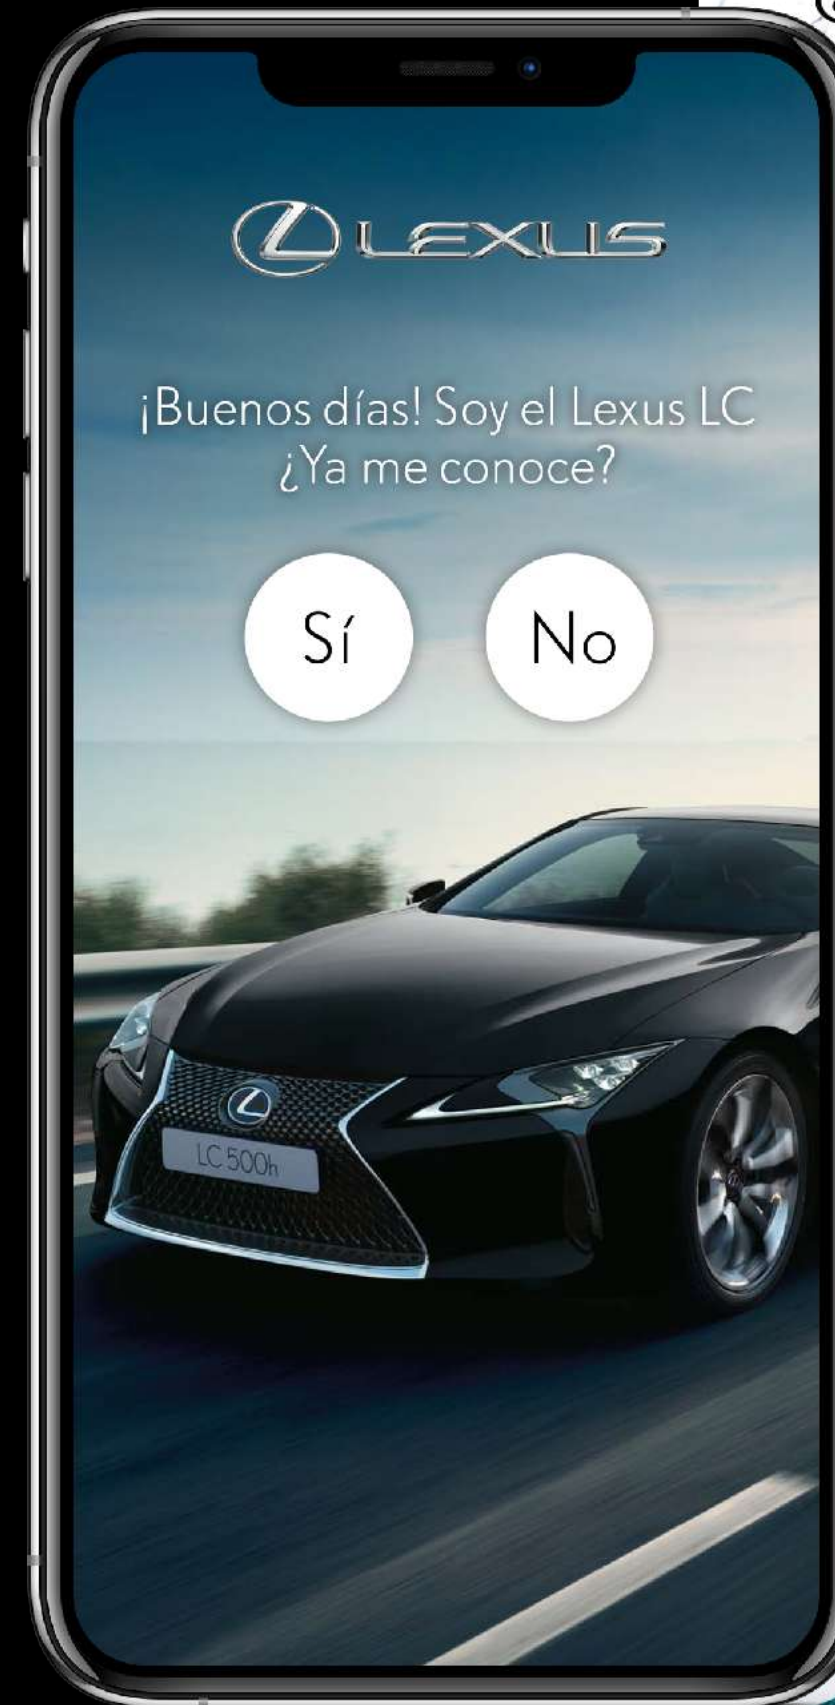 LEXUS
¡Buenos días! Soy el Lexus LC
¿Ya me conoce?
Sí No
LC 500h